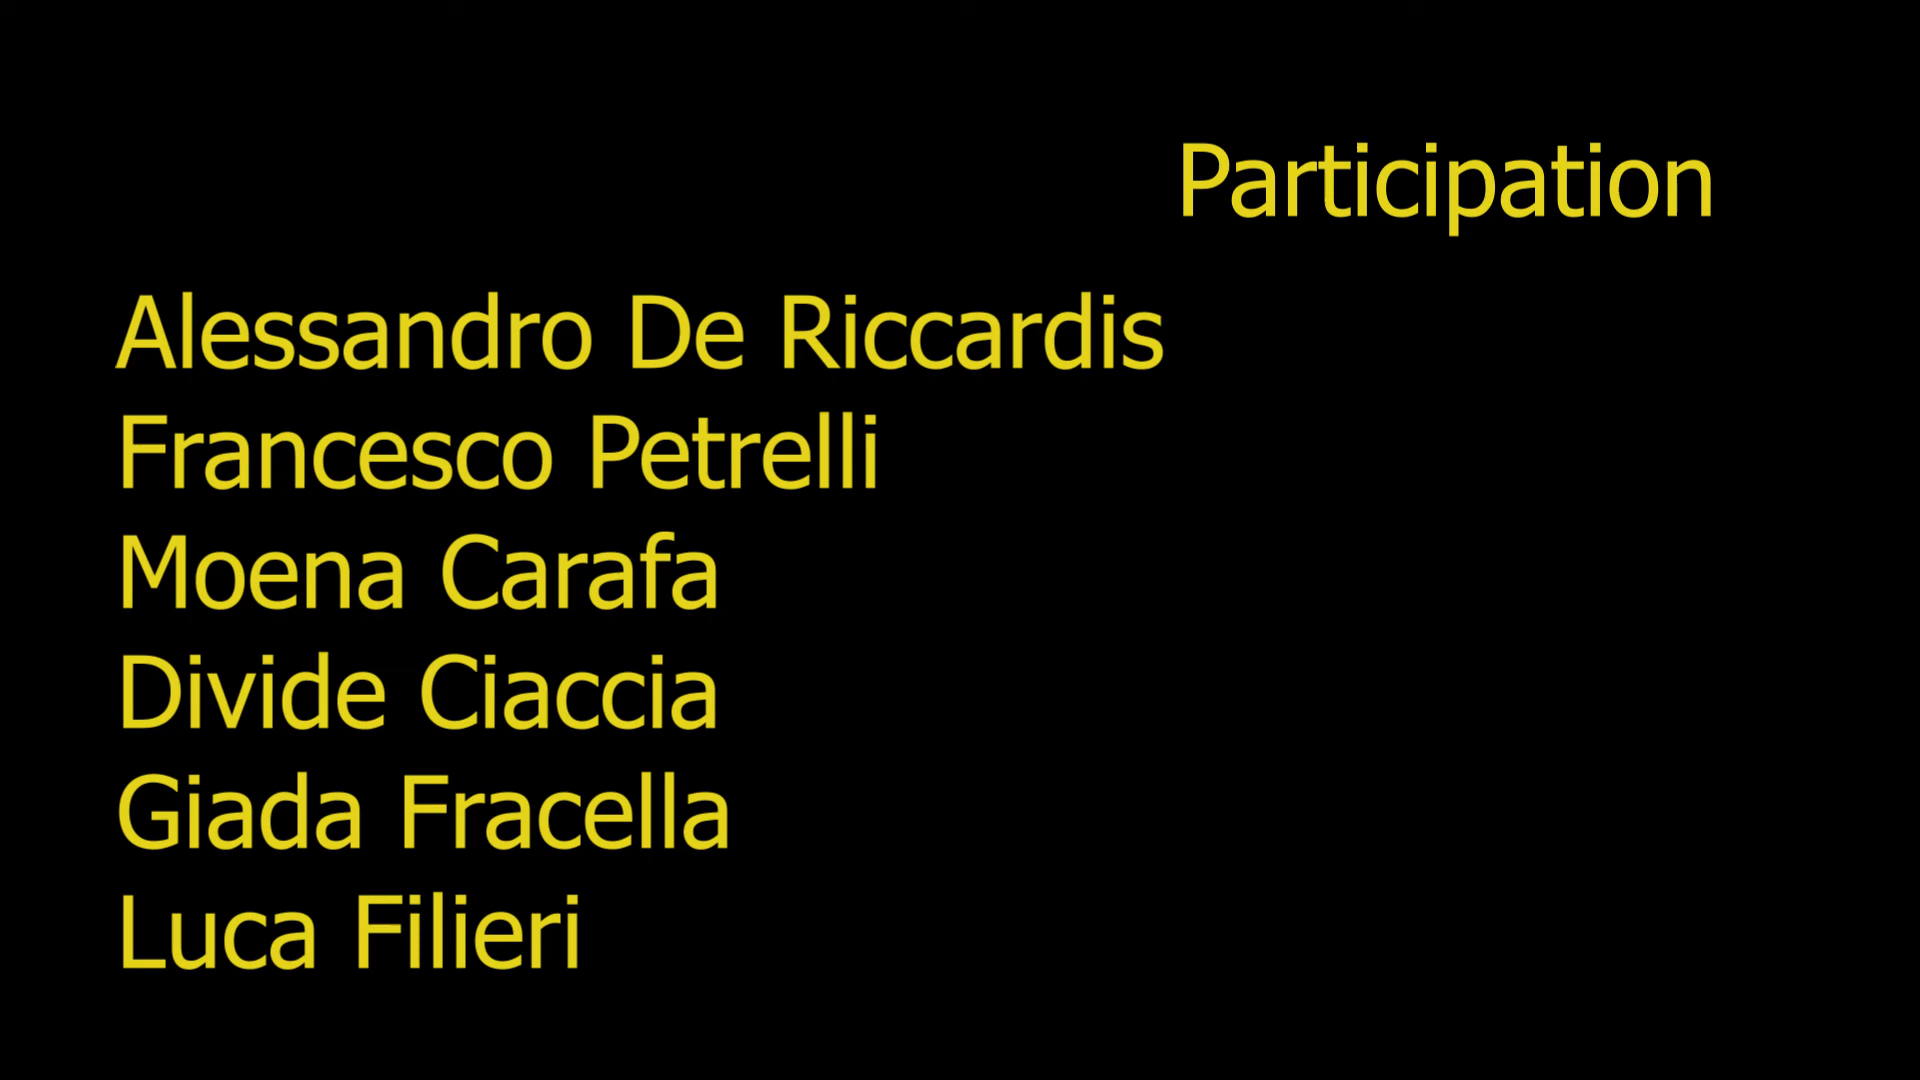 Participation
Alessandro De Riccardis
Francesco Petrelli
Moena Carafa
Divide Ciaccia
Giada Fracella
Luca Filieri